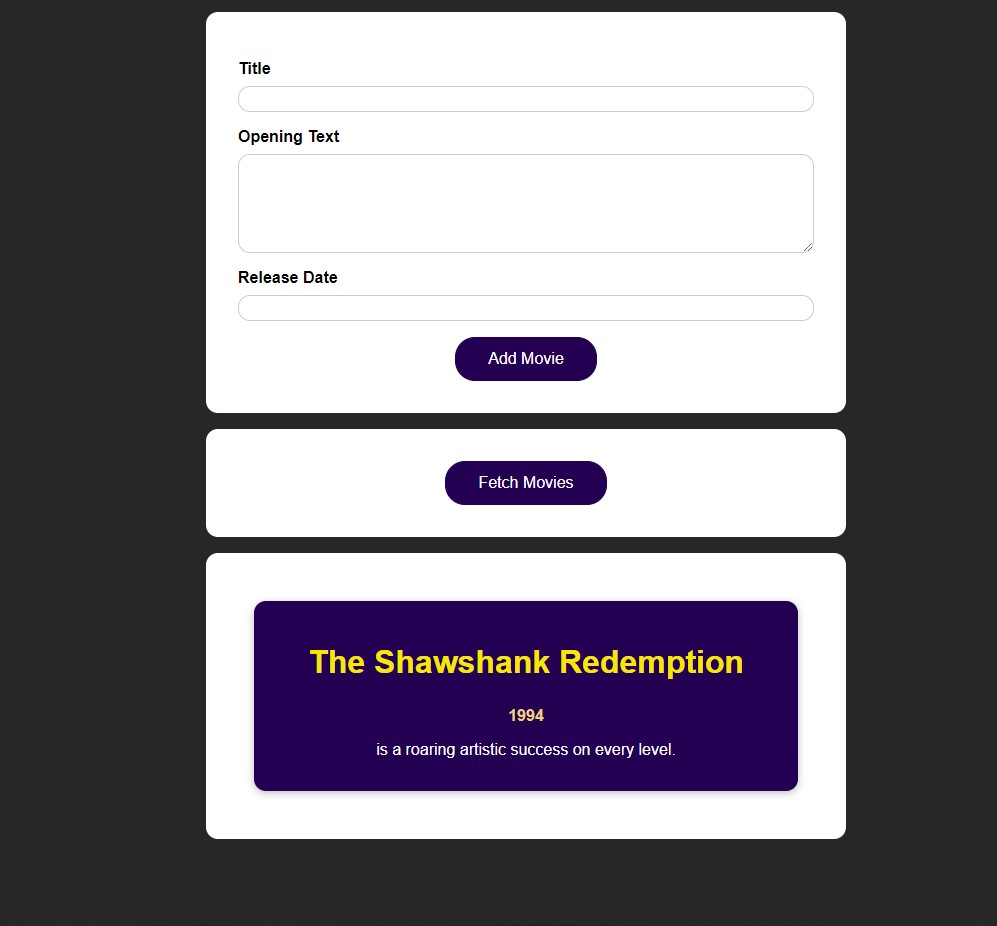 Title
Opening Text
Release Date
Add Movie
Fetch Movies
The Shawshank Redemption
1994
is a roaring artistic success on every level.